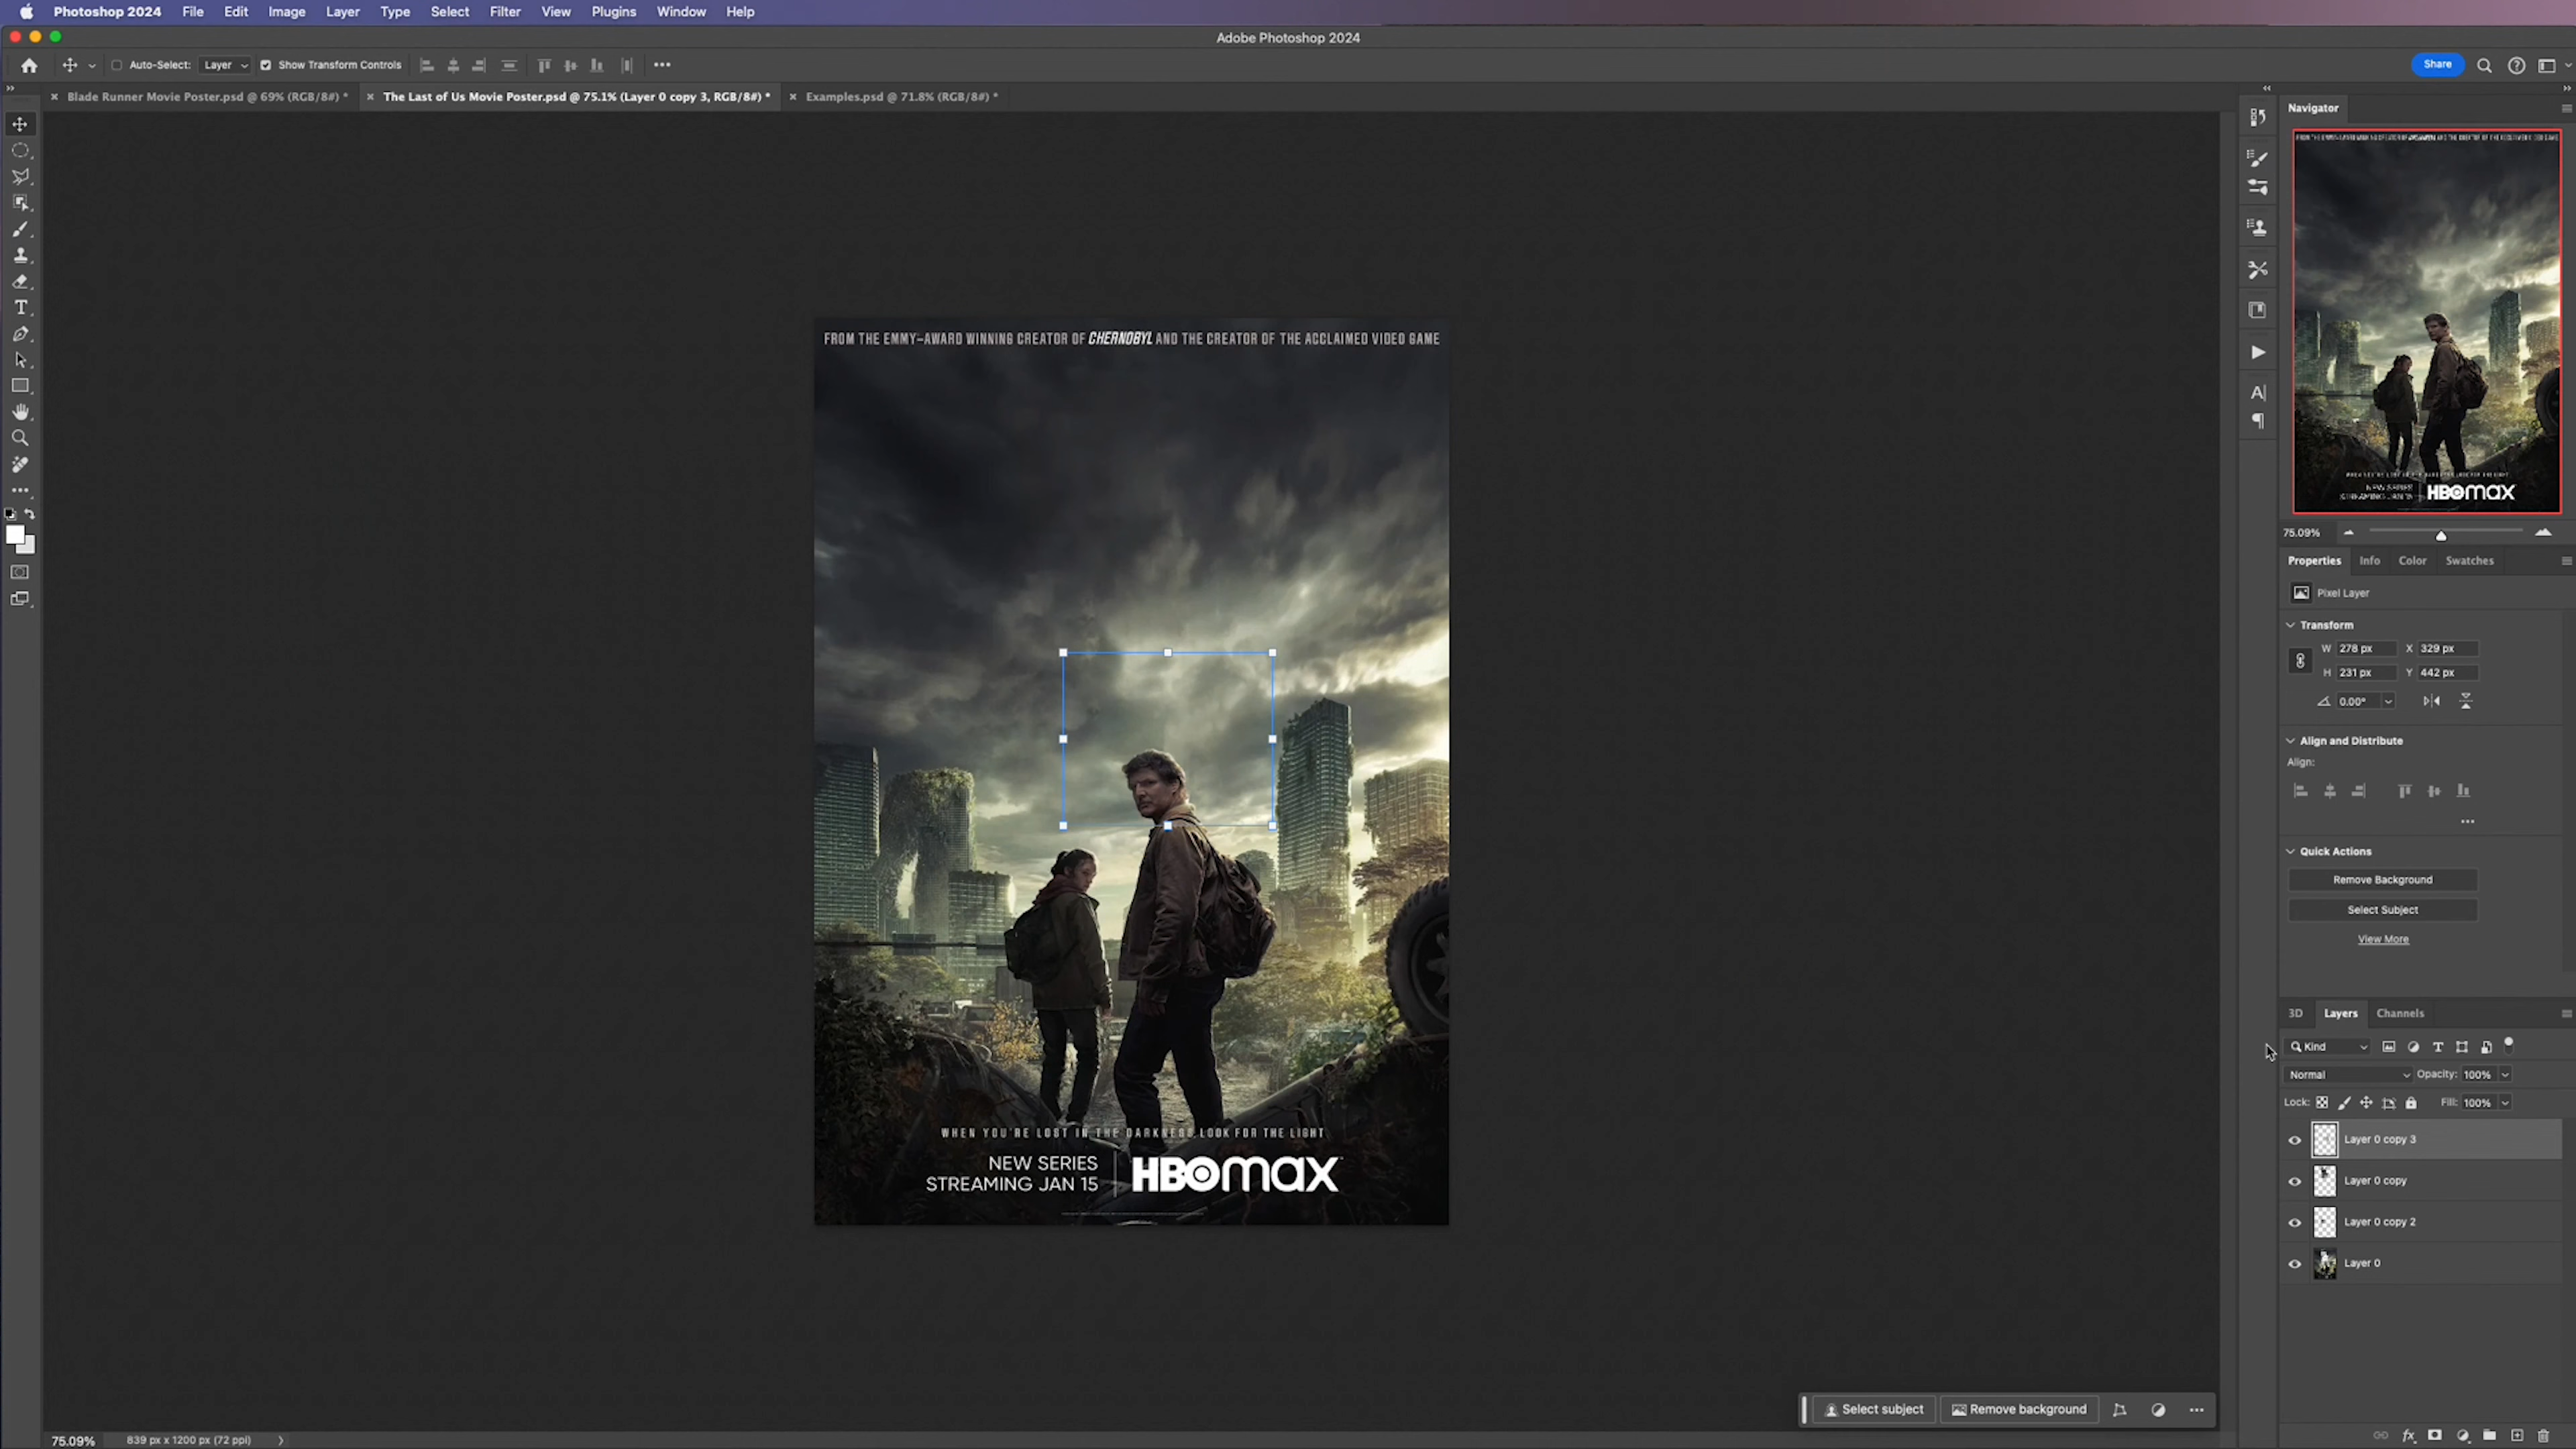 Photoshop 2024 File Edit Image Layer Type Select Filter View Plugins Window Help
Adobe Photoshop 2024
Auto-Select: Layer Show Transform Controls
Share
Blade Runner Movie Poster.psd @ 69% (RGB/8#) *
The Last of Us Movie Poster.psd @ 75.1% (Layer 0 copy 3, RGB/8#) *
Examples.psd @ 71.8% (RGB/8#) *
FROM THE EMMY-AWARD WINNING CREATOR OF CHERNOBYL AND THE CREATOR OF THE ACCLAIMED VIDEO GAME
WHEN YOU'RE LOST IN THE DARKNESS, LOOK FOR THE LIGHT.
NEW SERIES
STREAMING JAN 15
HBOmax
Navigator
NEW SERIES
STREAMING JAN 15
HBOmax
75.09%
Properties Info Color Swatches
Pixel Layer
Transform
W 278 px X 329 px
H 231 px Y 442 px
0.00°
Align and Distribute
Align:
Quick Actions
Remove Background
Select Subject
View More
3D Layers Channels
Kind
Normal Opacity: 100%
Lock: Fill: 100%
Layer 0 copy 3
Layer 0 copy
Layer 0 copy 2
Layer 0
Select subject Remove background
75.09% 839 px x 1200 px (72 ppi)